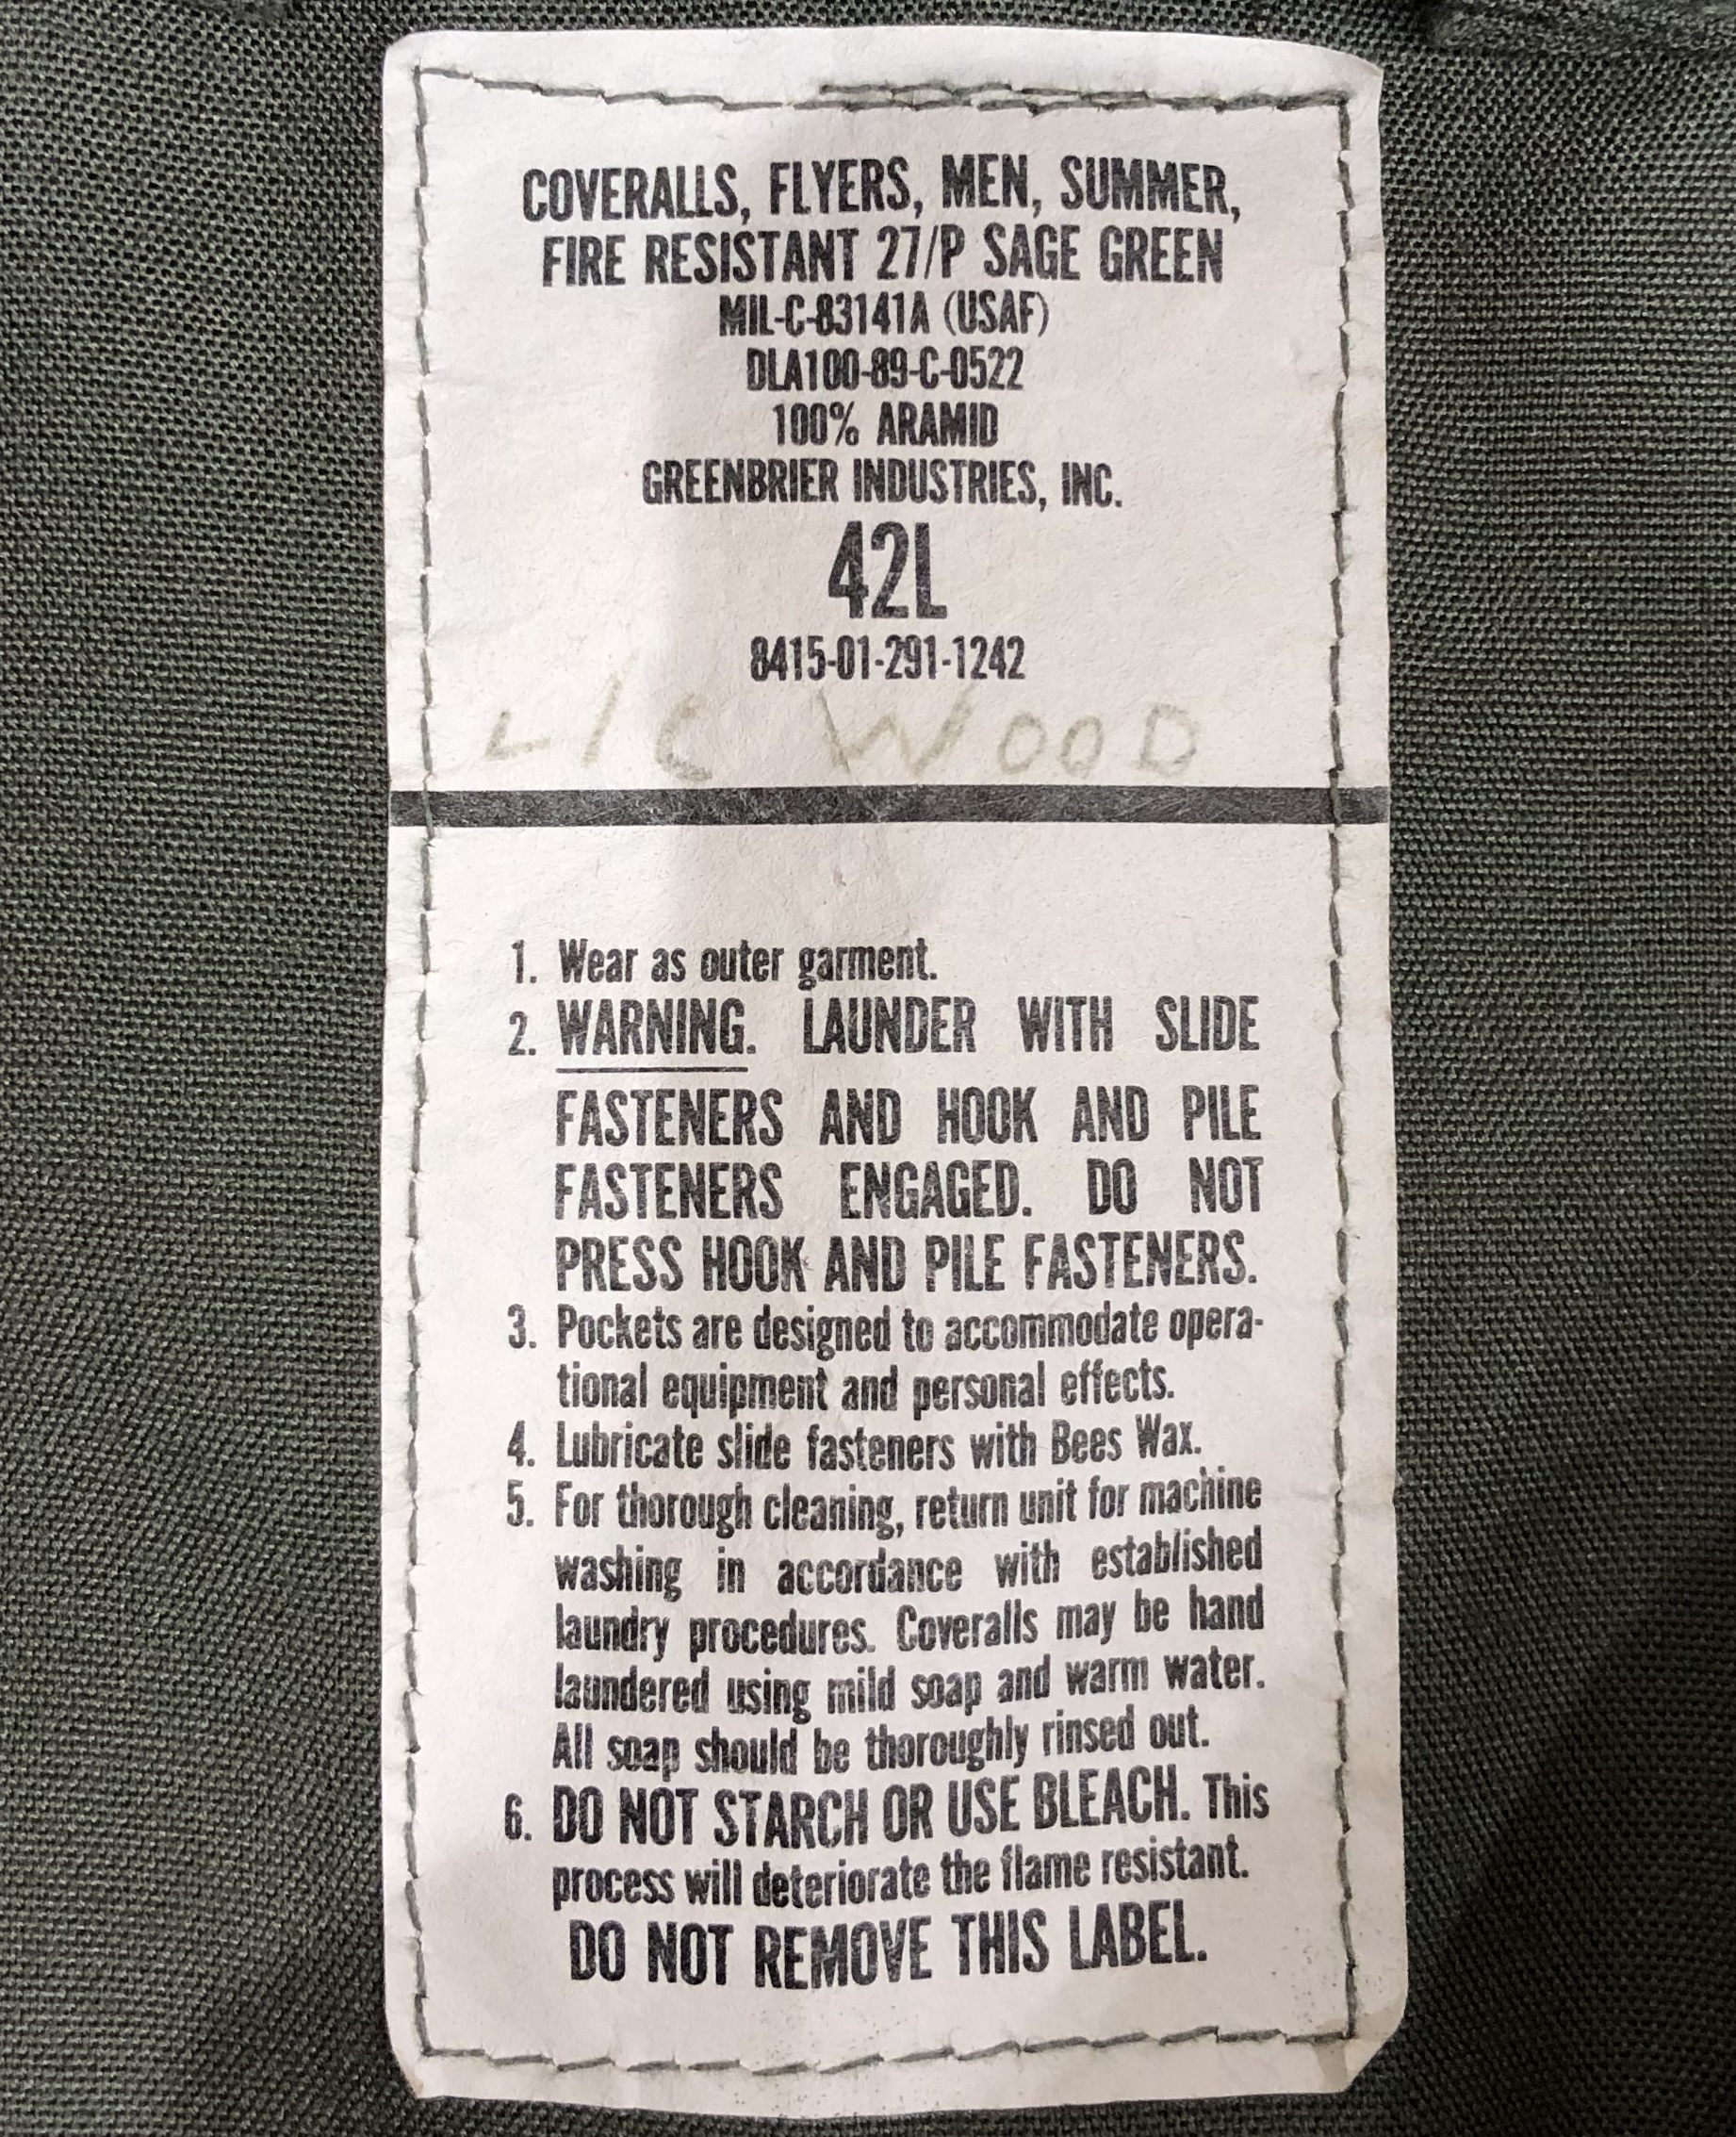 COVERALLS, FLYERS, MEN, SUMMER,
FIRE RESISTANT 27/P SAGE GREEN
MIL-C-83141A (USAF)
DLA100-89-C-0522
100% ARAMID
GREENBRIER INDUSTRIES, INC.
42L
8415-01-291-1242
L/C WOOD
1. Wear as outer garment.
2. WARNING. LAUNDER WITH SLIDE
FASTENERS AND HOOK AND PILE
FASTENERS ENGAGED. DO NOT
PRESS HOOK AND PILE FASTENERS.
3. Pockets are designed to accommodate opera-
tional equipment and personal effects.
4. Lubricate slide fasteners with Bees Wax.
5. For thorough cleaning, return unit for machine
washing in accordance with established
laundry procedures. Coveralls may be hand
laundered using mild soap and warm water.
All soap should be thoroughly rinsed out.
6. DO NOT STARCH OR USE BLEACH. This
process will deteriorate the flame resistant.
DO NOT REMOVE THIS LABEL.